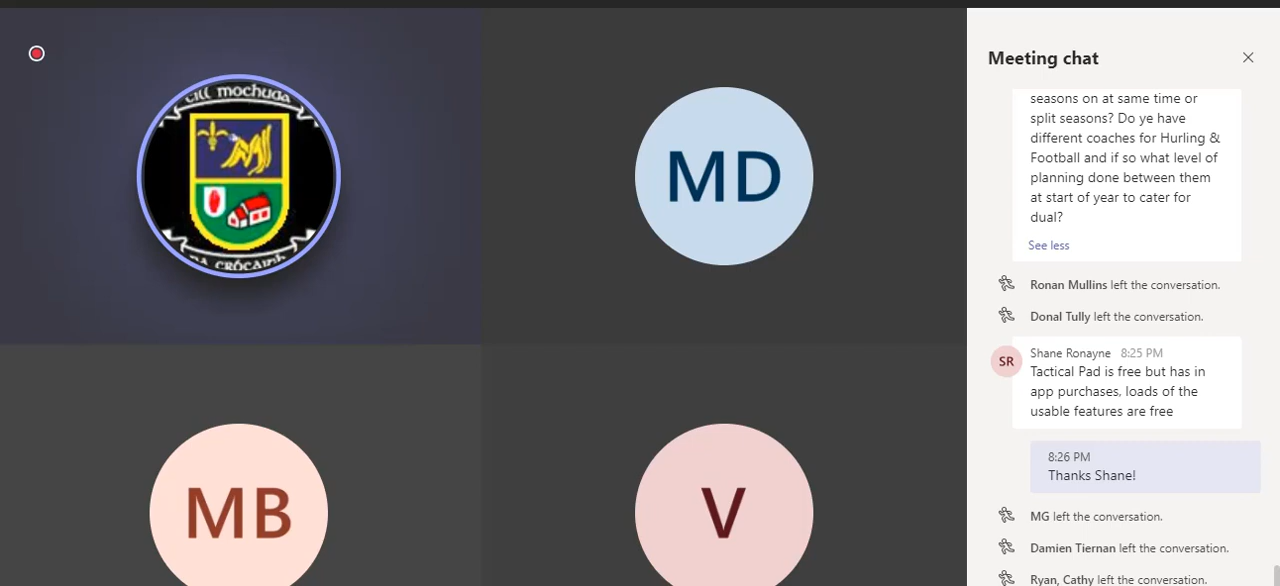 cill mochuda
na crócaire
MD
MB
V
Meeting chat
seasons on at same time or
split seasons? Do ye have
different coaches for Hurling &
Football and if so what level of
planning done between them
at start of year to cater for
dual?
See less
Ronan Mullins left the conversation.
Donal Tully left the conversation.
SR
Shane Ronayne 8:25 PM
Tactical Pad is free but has in
app purchases, loads of the
usable features are free
8:26 PM
Thanks Shane!
MG left the conversation.
Damien Tiernan left the conversation.
Ryan, Cathy left the conversation.